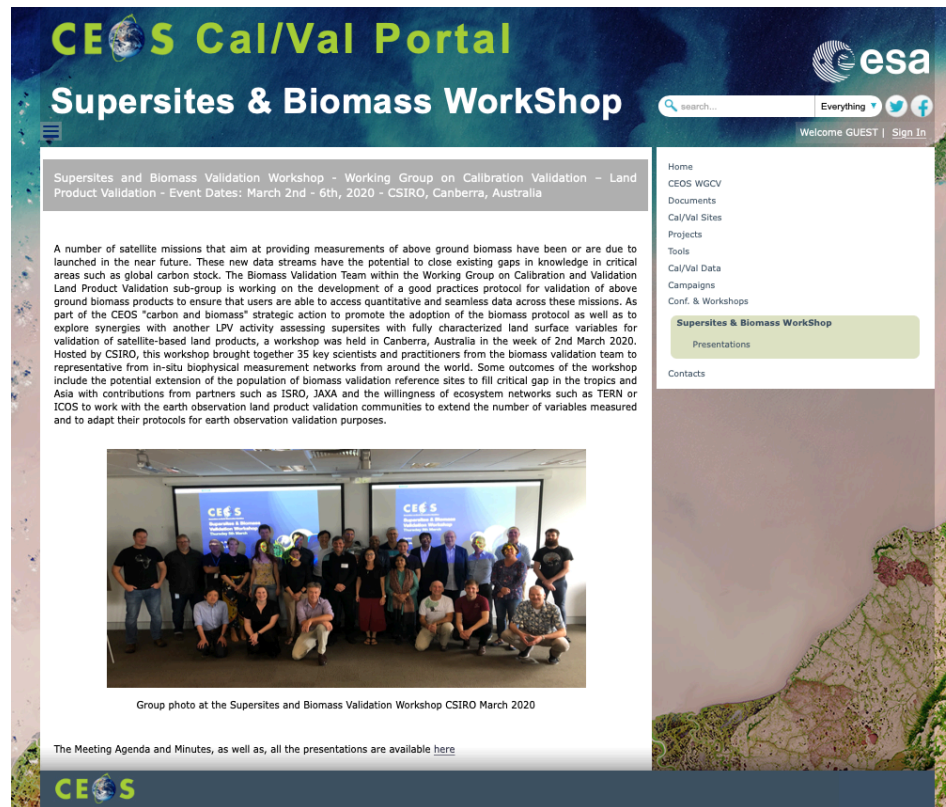 CEOS Cal/Val Portal
esa
Supersites & Biomass WorkShop
search...
Everything
Welcome GUEST | Sign In
Supersites and Biomass Validation Workshop - Working Group on Calibration Validation – Land
Product Validation - Event Dates: March 2nd - 6th, 2020 - CSIRO, Canberra, Australia
A number of satellite missions that aim at providing measurements of above ground biomass have been or are due to
launched in the near future. These new data streams have the potential to close existing gaps in knowledge in critical
areas such as global carbon stock. The Biomass Validation Team within the Working Group on Calibration and Validation
Land Product Validation sub-group is working on the development of a good practices protocol for validation of above
ground biomass products to ensure that users are able to access quantitative and seamless data across these missions. As
part of the CEOS "carbon and biomass" strategic action to promote the adoption of the biomass protocol as well as to
explore synergies with another LPV activity assessing supersites with fully characterized land surface variables for
validation of satellite-based land products, a workshop was held in Canberra, Australia in the week of 2nd March 2020.
Hosted by CSIRO, this workshop brought together 35 key scientists and practitioners from the biomass validation team to
representative from in-situ biophysical measurement networks from around the world. Some outcomes of the workshop
include the potential extension of the population of biomass validation reference sites to fill critical gap in the tropics and
Asia with contributions from partners such as ISRO, JAXA and the willingness of ecosystem networks such as TERN or
ICOS to work with the earth observation land product validation communities to extend the number of variables measured
and to adapt their protocols for earth observation validation purposes.
CEOS
Supersites & Biomass
Validation Workshop
Thursday 5th March
CEOS
Supersites & Biomass
Validation Workshop
Thursday 5th March
Group photo at the Supersites and Biomass Validation Workshop CSIRO March 2020
The Meeting Agenda and Minutes, as well as, all the presentations are available here
Home
CEOS WGCV
Documents
Cal/Val Sites
Projects
Tools
Cal/Val Data
Campaigns
Conf. & Workshops
Supersites & Biomass WorkShop
Presentations
Contacts
CEOS